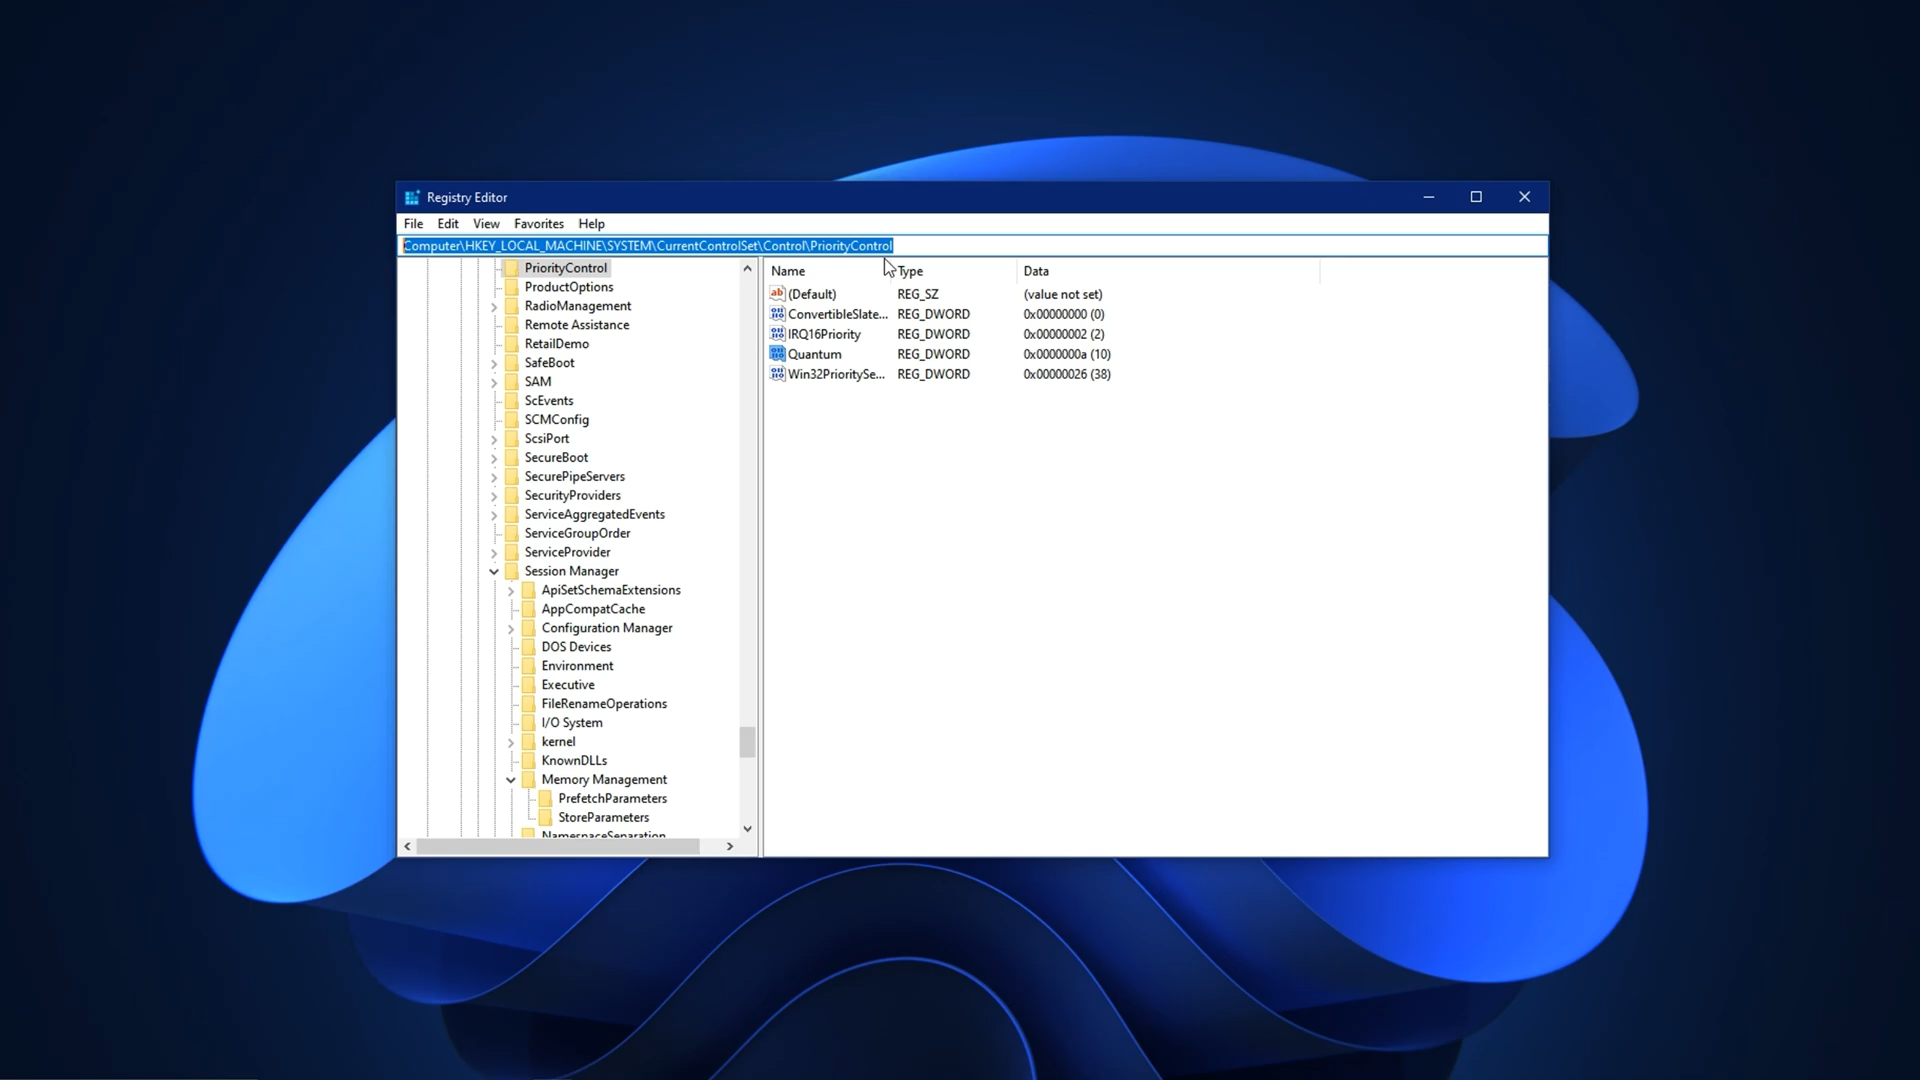 Registry Editor
File Edit View Favorites Help
Computer\HKEY_LOCAL_MACHINE\SYSTEM\CurrentControlSet\Control\PriorityControl
PriorityControl
ProductOptions
RadioManagement
Remote Assistance
RetailDemo
SafeBoot
SAM
ScEvents
SCMConfig
ScsiPort
SecureBoot
SecurePipeServers
SecurityProviders
ServiceAggregatedEvents
ServiceGroupOrder
ServiceProvider
Session Manager
ApiSetSchemaExtensions
AppCompatCache
Configuration Manager
DOS Devices
Environment
Executive
FileRenameOperations
I/O System
kernel
KnownDLLs
Memory Management
PrefetchParameters
StoreParameters
NamespaceSeparation
Name Type Data
(Default) REG_SZ (value not set)
ConvertibleSlate... REG_DWORD 0x00000000 (0)
IRQ16Priority REG_DWORD 0x00000002 (2)
Quantum REG_DWORD 0x0000000a (10)
Win32PrioritySe... REG_DWORD 0x00000026 (38)